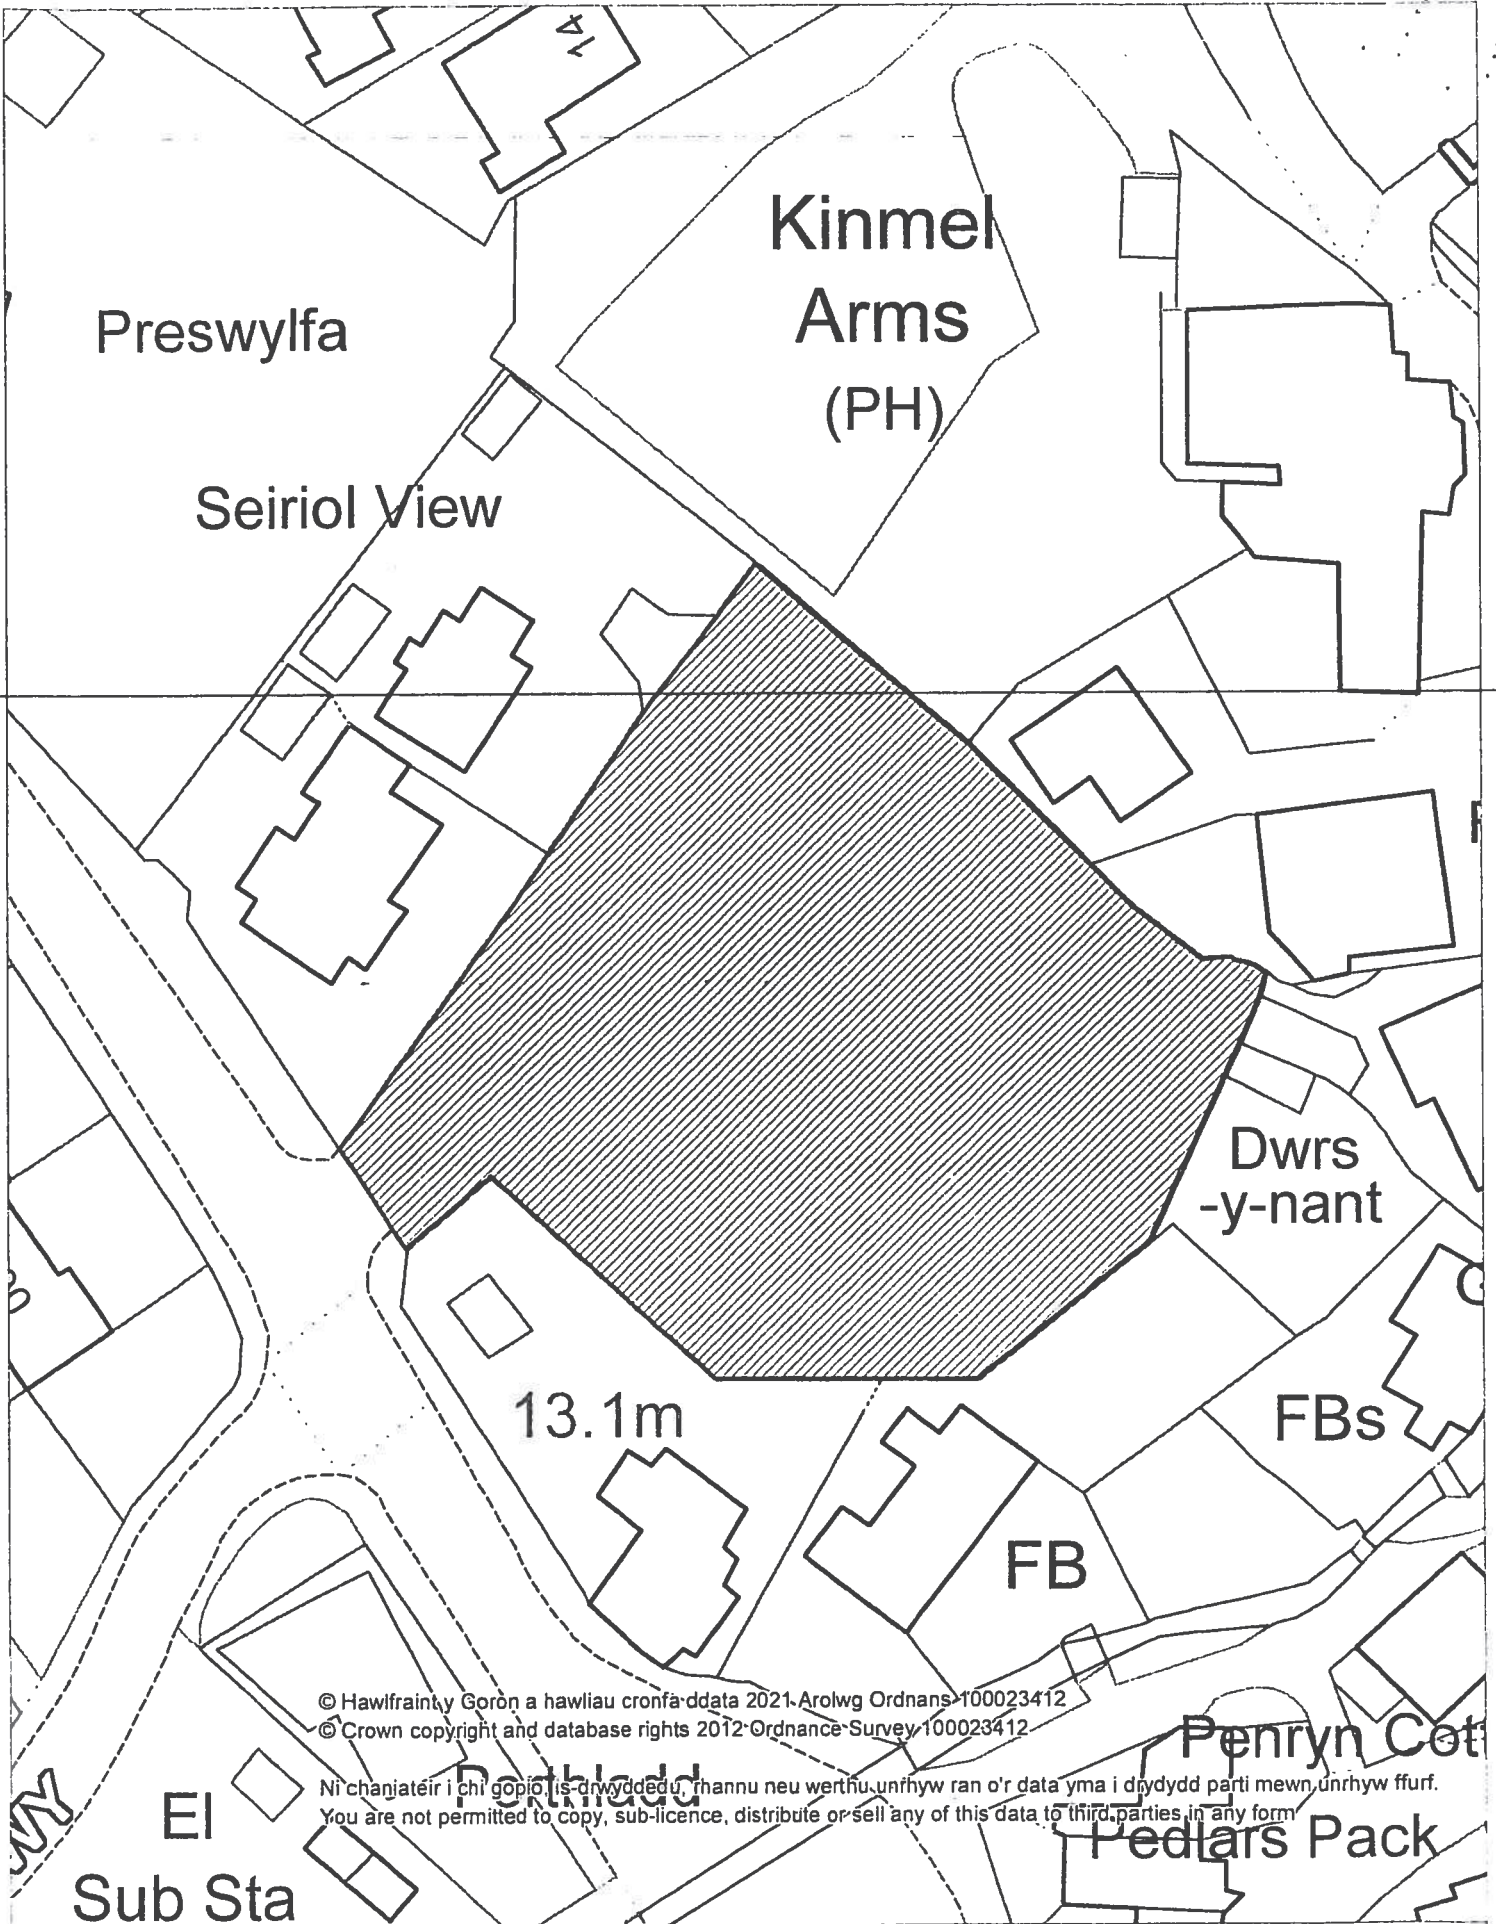 14
Kinmel
Arms
(PH)
Preswylfa
Seiriol View
Dwrs
-y-nant
13.1m
FBs
FB
© Hawlfraint y Goron a hawliau cronfa ddata 2021 Arolwg Ordnans 100023412
© Crown copyright and database rights 2012 Ordnance Survey 100023412
Penryn Cott
Porthladd
Ni chaniateir i chi gopio, is-drwyddedu, rhannu neu werthu unrhyw ran o'r data yma i drydydd parti mewn unrhyw ffurf.
You are not permitted to copy, sub-licence, distribute or sell any of this data to third parties in any form
Pedlars Pack
El
Sub Sta
WY